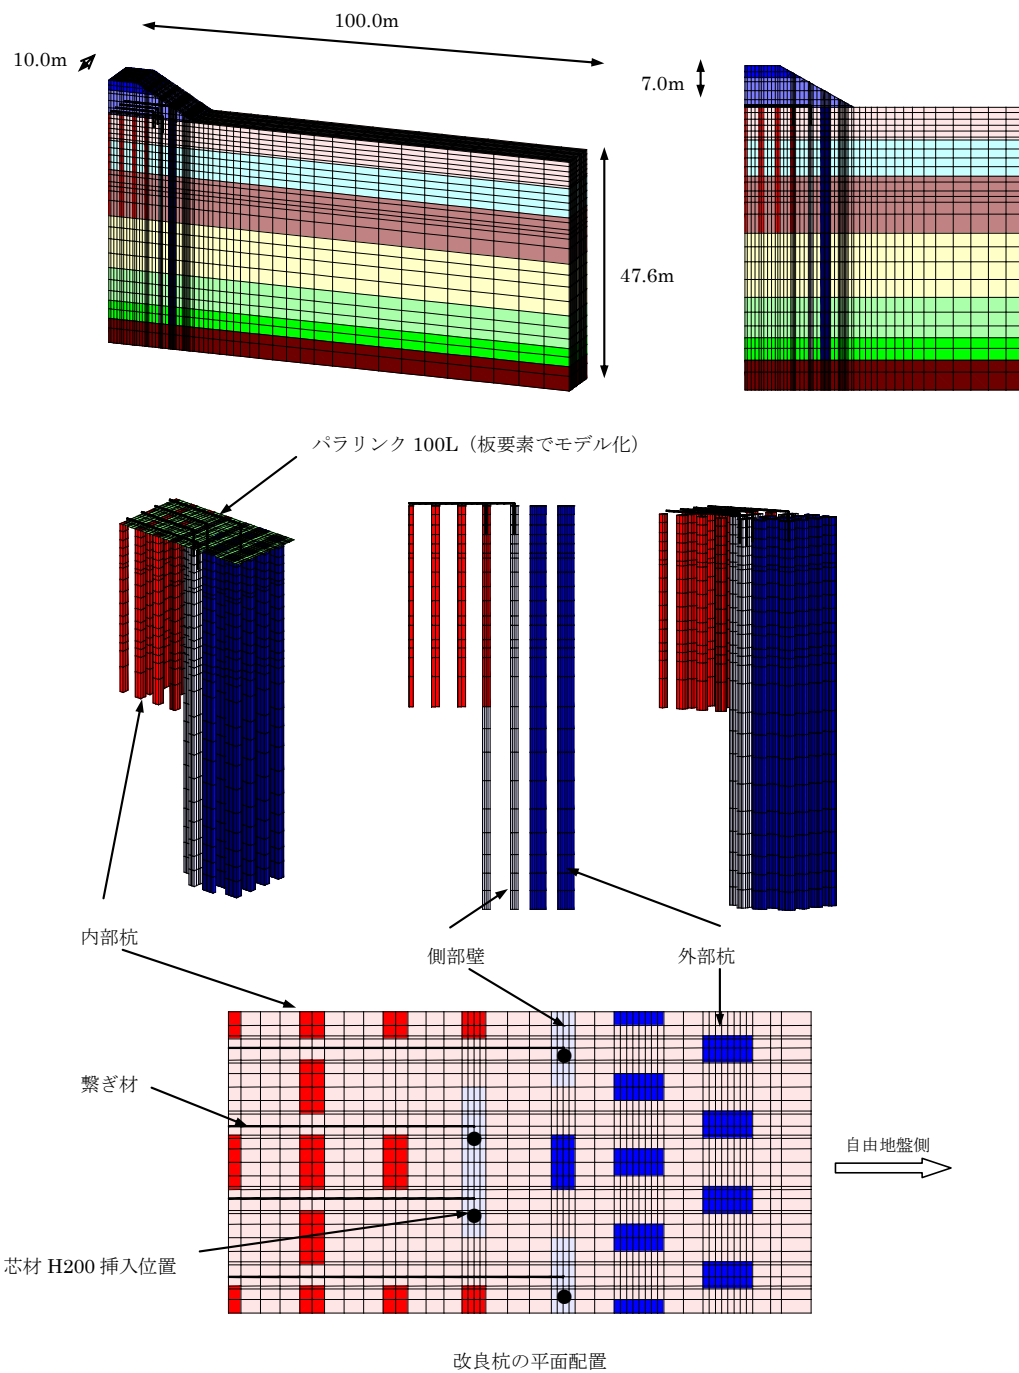 100.0m
10.0m
7.0m
47.6m
パラリンク 100L（板要素でモデル化）
内部杭
側部壁
外部杭
繋ぎ材
自由地盤側
芯材 H200 挿入位置
改良杭の平面配置